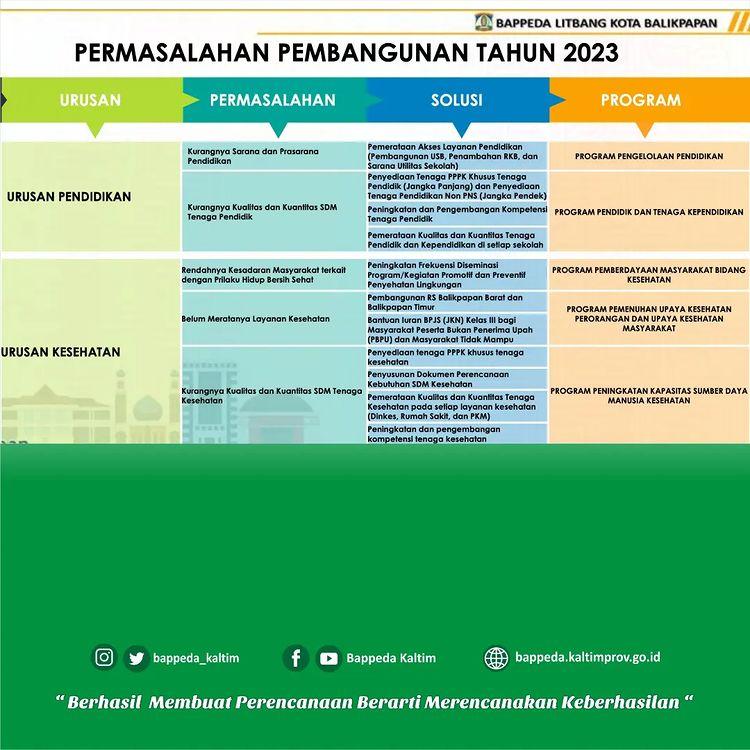 BAPPEDA LITBANG KOTA BALIKPAPAN
PERMASALAHAN PEMBANGUNAN TAHUN 2023
URUSAN
PERMASALAHAN
SOLUSI
PROGRAM
URUSAN PENDIDIKAN
Kurangnya Sarana dan Prasarana
Pendidikan
Pemerataan Akses Layanan Pendidikan
(Pembangunan USB, Penambahan RKB, dan
Sarana Utilitas Sekolah)
PROGRAM PENGELOLAAN PENDIDIKAN
Kurangnya Kualitas dan Kuantitas SDM
Tenaga Pendidik
Penyediaan Tenaga PPPK Khusus Tenaga
Pendidik (Jangka Panjang) dan Penyediaan
Tenaga Pendidikan Non PNS (Jangka Pendek)
Peningkatan dan Pengembangan Kompetensi
Tenaga Pendidik
Pemerataan Kualitas dan Kuantitas Tenaga
Pendidik dan Kependidikan di setiap sekolah
PROGRAM PENDIDIK DAN TENAGA KEPENDIDIKAN
URUSAN KESEHATAN
Rendahnya Kesadaran Masyarakat terkait
dengan Prilaku Hidup Bersih Sehat
Peningkatan Frekuensi Diseminasi
Program/Kegiatan Promotif dan Preventif
Penyehatan Lingkungan
PROGRAM PEMBERDAYAAN MASYARAKAT BIDANG
KESEHATAN
Belum Meratanya Layanan Kesehatan
Pembangunan RS Balikpapan Barat dan
Balikpapan Timur
Bantuan Iuran BPJS (JKN) Kelas III bagi
Masyarakat Peserta Bukan Penerima Upah
(PBPU) dan Masyarakat Tidak Mampu
PROGRAM PEMENUHAN UPAYA KESEHATAN
PERORANGAN DAN UPAYA KESEHATAN
MASYARAKAT
Kurangnya Kualitas dan Kuantitas SDM Tenaga
Kesehatan
Penyediaan tenaga PPPK khusus tenaga
kesehatan
Penyusunan Dokumen Perencanaan
Kebutuhan SDM Kesehatan
Pemerataan Kualitas dan Kuantitas Tenaga
Kesehatan pada setiap layanan kesehatan
(Dinkes, Rumah Sakit, dan PKM)
Peningkatan dan pengembangan
kompetensi tenaga kesehatan
PROGRAM PENINGKATAN KAPASITAS SUMBER DAYA
MANUSIA KESEHATAN
bappeda_kaltim
Bappeda Kaltim
bappeda.kaltimprov.go.id
“ Berhasil Membuat Perencanaan Berarti Merencanakan Keberhasilan “